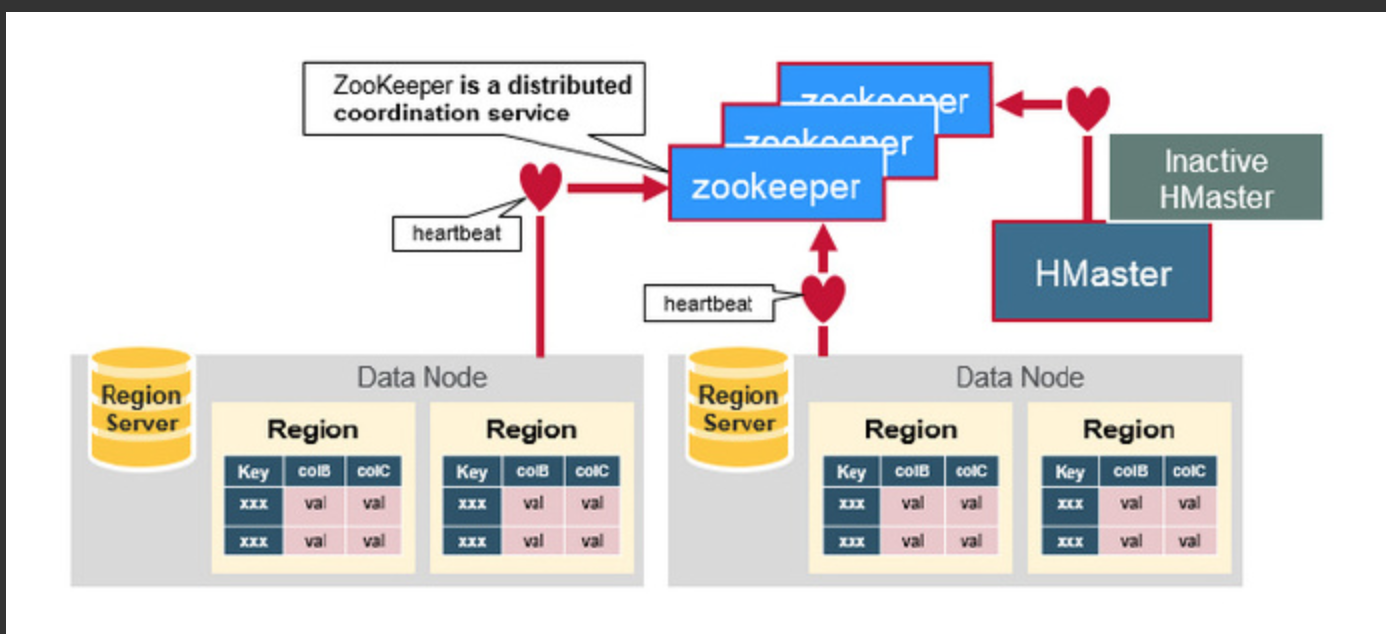 ZooKeeper is a distributed
coordination service
zookeeper
zookeeper
zookeeper
heartbeat
heartbeat
Inactive
HMaster
HMaster
Region
Server
Data Node
Region
Key colB colC
xxx val val
xxx val val
Region
Key colB colC
xxx val val
xxx val val
Region
Server
Data Node
Region
Key colB colC
xxx val val
xxx val val
Region
Key colB colC
xxx val val
xxx val val